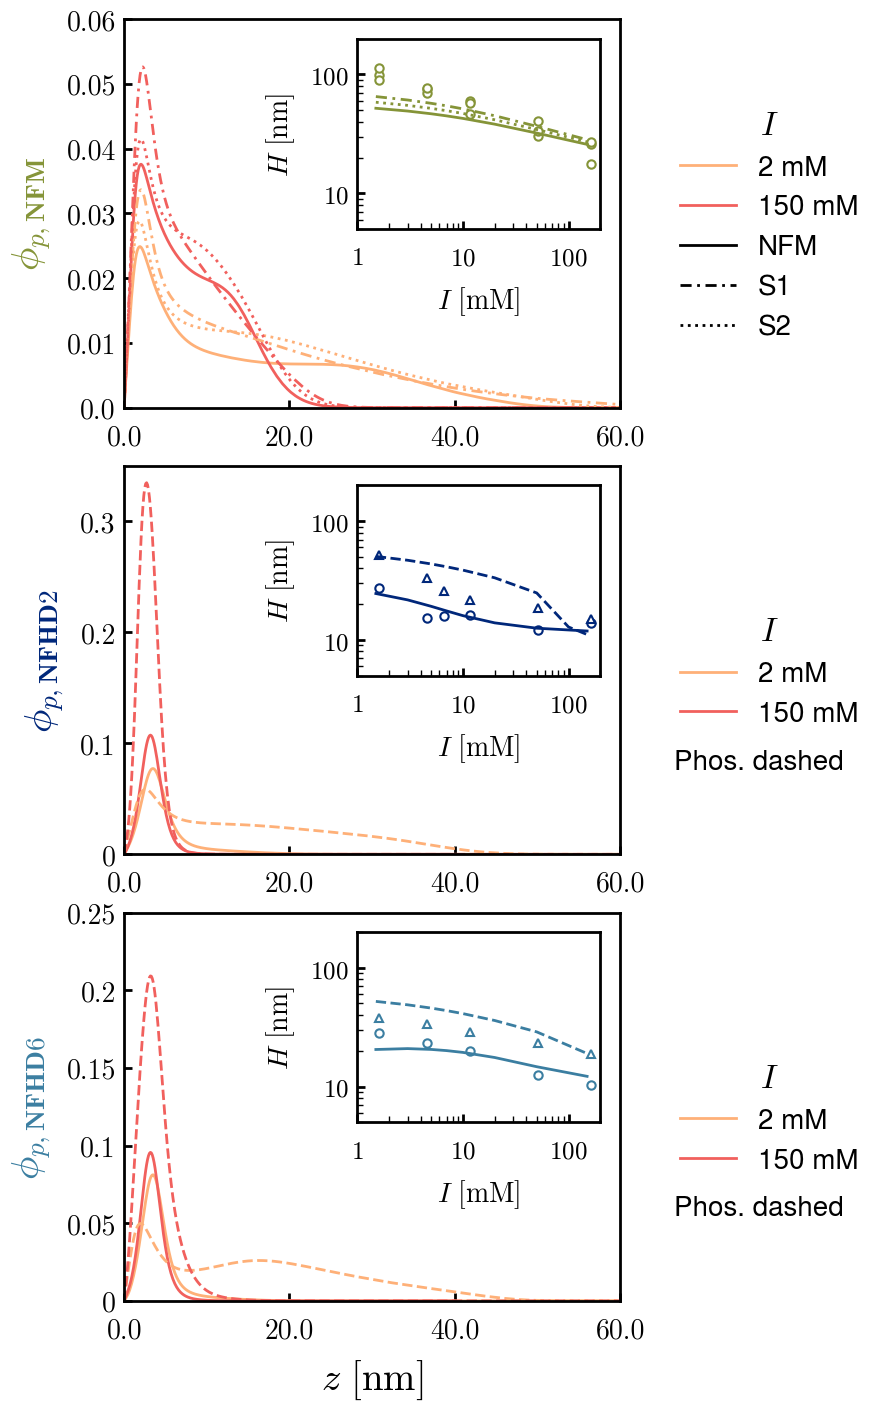 0.06
0.05
0.04
0.03
0.02
0.01
0.0
0.0 20.0 40.0 60.0
ϕp, NFM
H [nm]
100
10
1 10 100
I [mM]
I
2 mM
150 mM
NFM
S1
S2
0.3
0.2
0.1
0
0.0 20.0 40.0 60.0
ϕp, NFHD2
H [nm]
100
10
1 10 100
I [mM]
I
2 mM
150 mM
Phos. dashed
0.25
0.2
0.15
0.1
0.05
0
0.0 20.0 40.0 60.0
ϕp, NFHD6
H [nm]
100
10
1 10 100
I [mM]
I
2 mM
150 mM
Phos. dashed
z [nm]